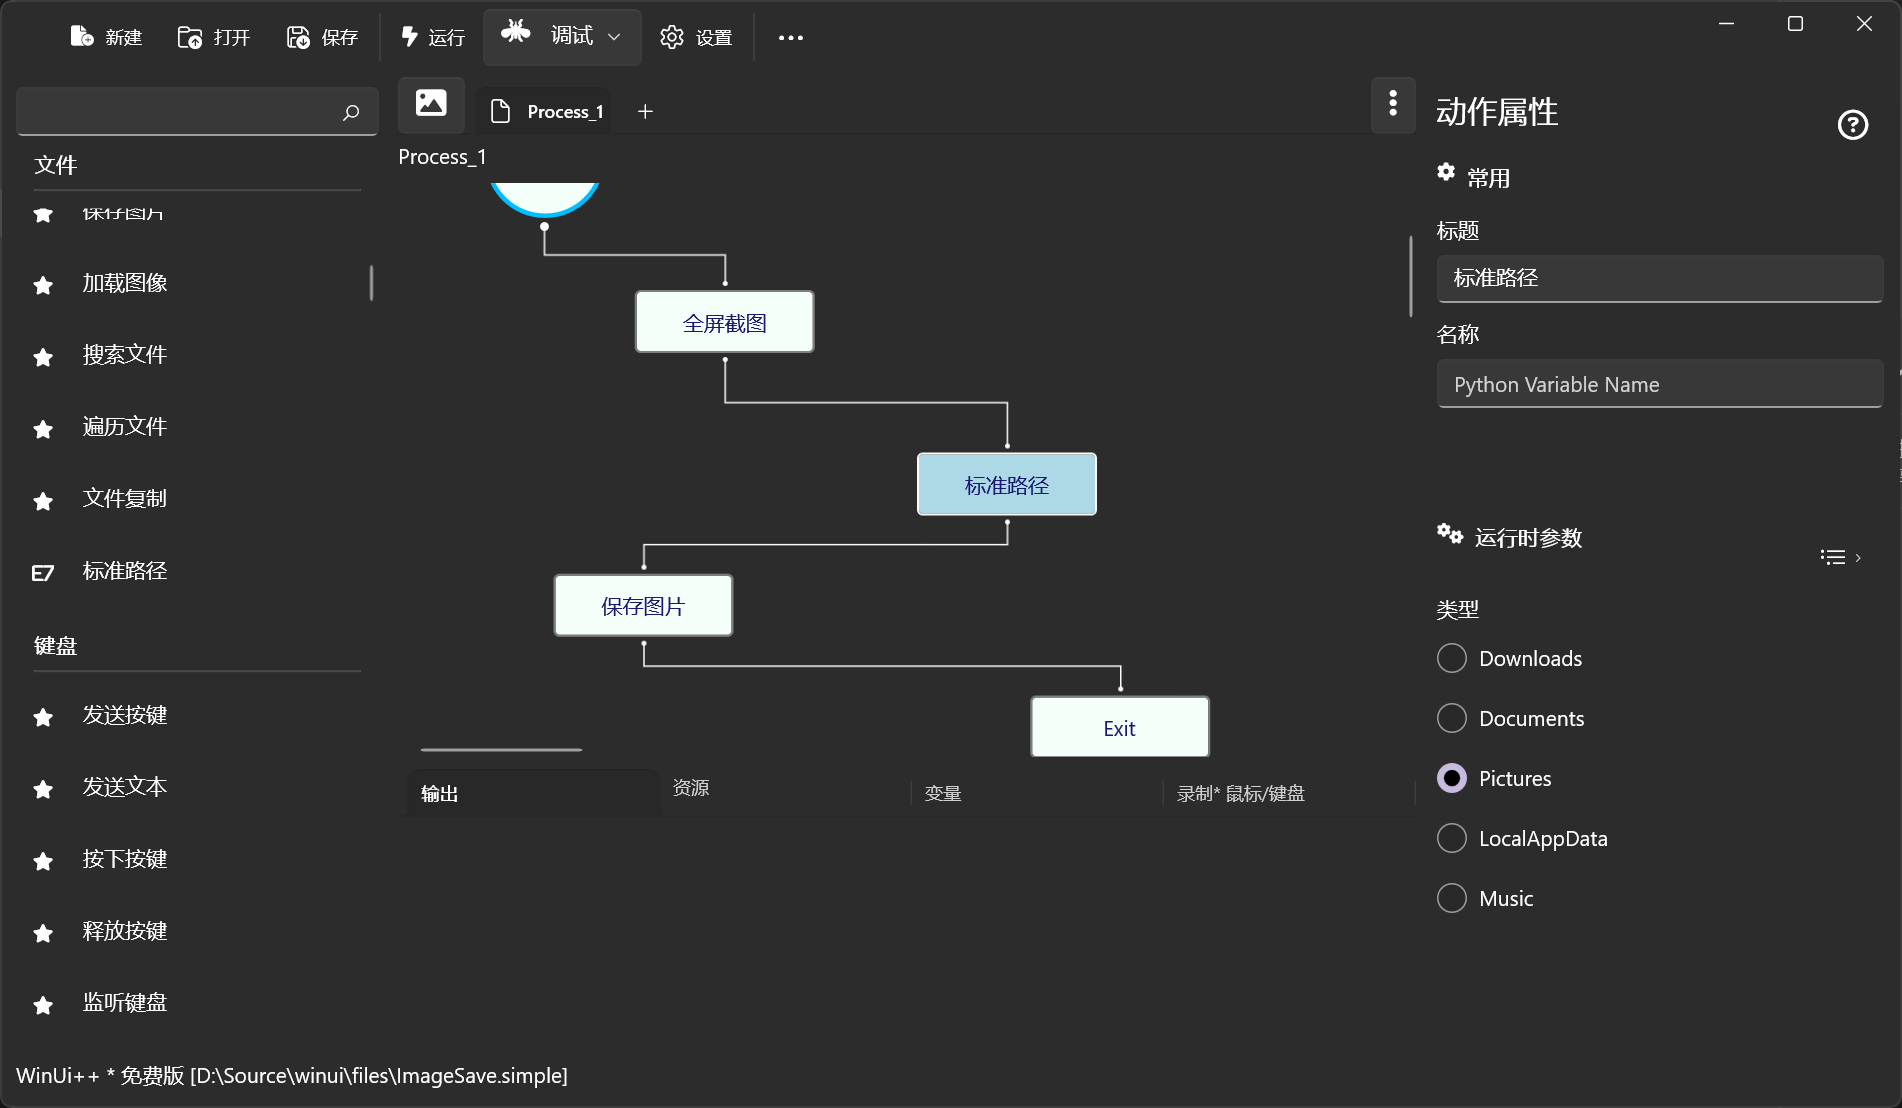 新建
打开
保存
运行
调试
设置
文件
保存图片
加载图像
搜索文件
遍历文件
文件复制
标准路径
键盘
发送按键
发送文本
按下按键
释放按键
监听键盘
Process_1
Process_1
全屏截图
标准路径
保存图片
Exit
输出
资源
变量
录制* 鼠标/键盘
动作属性
常用
标题
标准路径
名称
Python Variable Name
运行时参数
类型
Downloads
Documents
Pictures
LocalAppData
Music
WinUi++ * 免费版 [D:\Source\winui\files\ImageSave.simple]